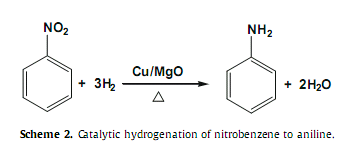 NO₂
NH₂
+ 3H₂
Cu/MgO
Δ
+ 2H₂O
Scheme 2. Catalytic hydrogenation of nitrobenzene to aniline.